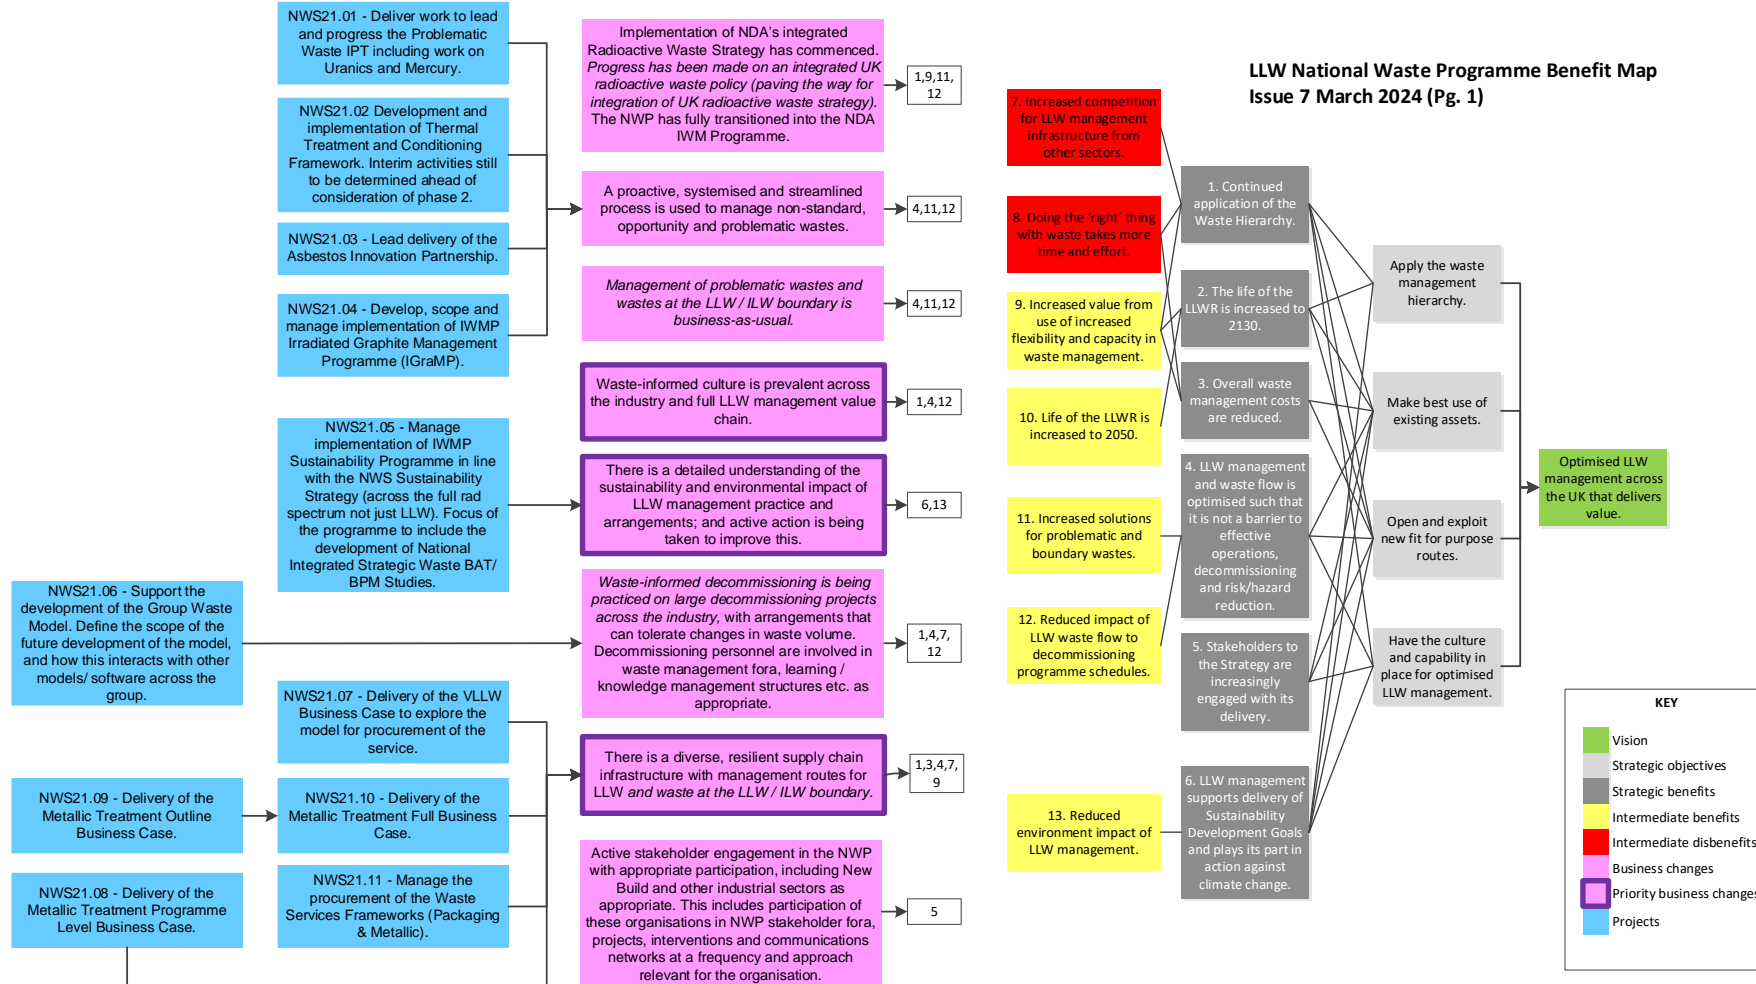 LLW National Waste Programme Benefit Map
Issue 7 March 2024 (Pg. 1)
NWS21.01 - Deliver work to lead
and progress the Problematic
Waste IPT including work on
Uranics and Mercury.
NWS21.02 Development and
implementation of Thermal
Treatment and Conditioning
Framework. Interim activities still
to be determined ahead of
consideration of phase 2.
NWS21.03 - Lead delivery of the
Asbestos Innovation Partnership.
NWS21.04 - Develop, scope and
manage implementation of IWMP
Irradiated Graphite Management
Programme (IGraMP).
NWS21.05 - Manage
implementation of IWMP
Sustainability Programme in line
with the NWS Sustainability
Strategy (across the full rad
spectrum not just LLW). Focus of
the programme to include the
development of National
Integrated Strategic Waste BAT/
BPM Studies.
NWS21.06 - Support the
development of the Group Waste
Model. Define the scope of the
future development of the model,
and how this interacts with other
models/ software across the
group.
NWS21.07 - Delivery of the VLLW
Business Case to explore the
model for procurement of the
service.
NWS21.09 - Delivery of the
Metallic Treatment Outline
Business Case.
NWS21.10 - Delivery of the
Metallic Treatment Full Business
Case.
NWS21.08 - Delivery of the
Metallic Treatment Programme
Level Business Case.
NWS21.11 - Manage the
procurement of the Waste
Services Frameworks (Packaging
& Metallic).
Implementation of NDA's integrated
Radioactive Waste Strategy has commenced.
Progress has been made on an integrated UK
radioactive waste policy (paving the way for
integration of UK radioactive waste strategy).
The NWP has fully transitioned into the NDA
IWM Programme.
1,9,11,
12
A proactive, systemised and streamlined
process is used to manage non-standard,
opportunity and problematic wastes.
4,11,12
Management of problematic wastes and
wastes at the LLW / ILW boundary is
business-as-usual.
4,11,12
Waste-informed culture is prevalent across
the industry and full LLW management value
chain.
1,4,12
There is a detailed understanding of the
sustainability and environmental impact of
LLW management practice and
arrangements; and active action is being
taken to improve this.
6,13
Waste-informed decommissioning is being
practiced on large decommissioning projects
across the industry, with arrangements that
can tolerate changes in waste volume.
Decommissioning personnel are involved in
waste management fora, learning /
knowledge management structures etc. as
appropriate.
1,4,7,
12
There is a diverse, resilient supply chain
infrastructure with management routes for
LLW and waste at the LLW / ILW boundary.
1,3,4,7,
9
Active stakeholder engagement in the NWP
with appropriate participation, including New
Build and other industrial sectors as
appropriate. This includes participation of
these organisations in NWP stakeholder fora,
projects, interventions and communications
networks at a frequency and approach
relevant for the organisation.
5
7. Increased competition
for LLW management
infrastructure from
other sectors.
8. Doing the 'right' thing
with waste takes more
time and effort.
9. Increased value from
use of increased
flexibility and capacity in
waste management.
10. Life of the LLWR is
increased to 2050.
11. Increased solutions
for problematic and
boundary wastes.
12. Reduced impact of
LLW waste flow to
decommissioning
programme schedules.
13. Reduced
environment impact of
LLW management.
1. Continued
application of the
Waste Hierarchy.
2. The life of the
LLWR is increased to
2130.
3. Overall waste
management costs
are reduced.
4. LLW management
and waste flow is
optimised such that
it is not a barrier to
effective
operations,
decommissioning
and risk/hazard
reduction.
5. Stakeholders to
the Strategy are
increasingly
engaged with its
delivery.
6. LLW management
supports delivery of
Sustainability
Development Goals
and plays its part in
action against
climate change.
Apply the waste
management
hierarchy.
Make best use of
existing assets.
Open and exploit
new fit for purpose
routes.
Have the culture
and capability in
place for optimised
LLW management.
Optimised LLW
management across
the UK that delivers
value.
KEY
Vision
Strategic objectives
Strategic benefits
Intermediate benefits
Intermediate disbenefits
Business changes
Priority business changes
Projects